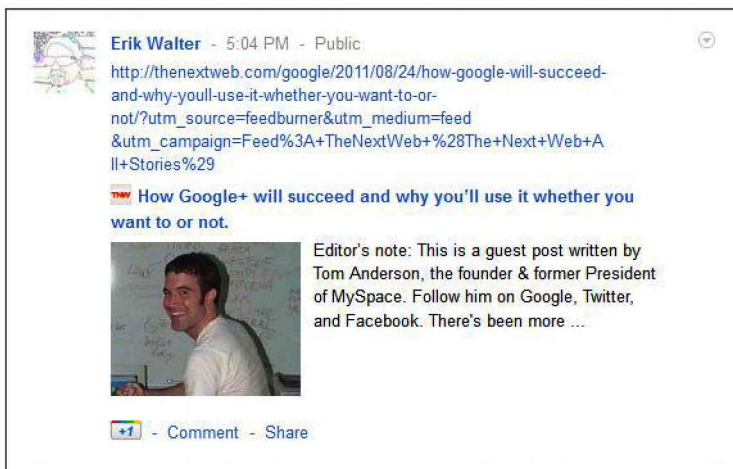 Erik Walter - 5:04 PM - Public
http://thenextweb.com/google/2011/08/24/how-google-will-succeed-
and-why-youll-use-it-whether-you-want-to-or-
not/?utm_source=feedburner&utm_medium=feed
&utm_campaign=Feed%3A+TheNextWeb+%28The+Next+Web+A
ll+Stories%29
TNW How Google+ will succeed and why you'll use it whether you
want to or not.
Editor's note: This is a guest post written by
Tom Anderson, the founder & former President
of MySpace. Follow him on Google, Twitter,
and Facebook. There's been more ...
+1 - Comment - Share